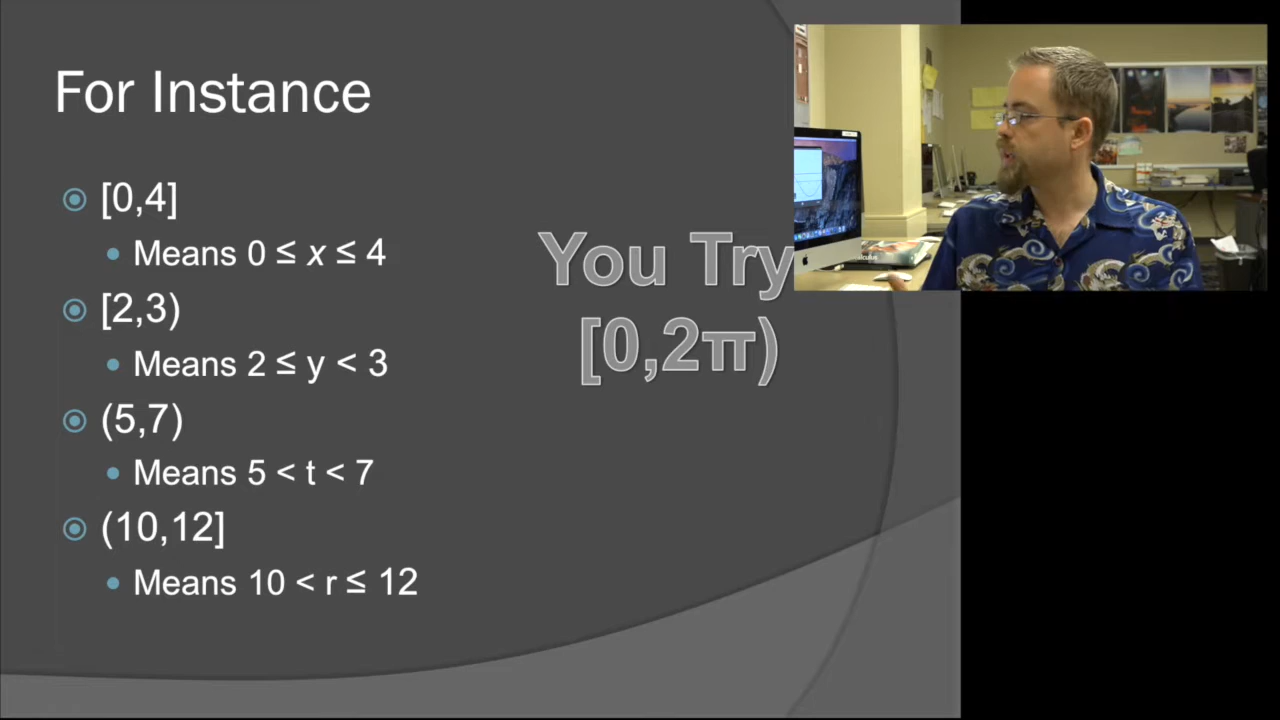 For Instance
[0,4]
Means 0 ≤ x ≤ 4
[2,3)
Means 2 ≤ y < 3
(5,7)
Means 5 < t < 7
(10,12]
Means 10 < r ≤ 12
You Try
[0,2π)